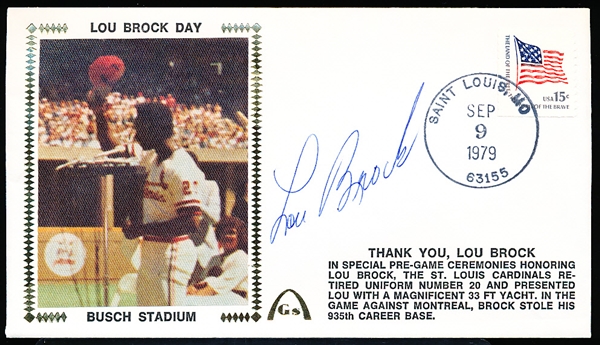 LOU BROCK DAY
BUSCH STADIUM
Lou Brock
THE LAND OF THE
USA 15c
OF THE BRAVE
SAINT LOUIS, MO
SEP
9
1979
63155
THANK YOU, LOU BROCK
IN SPECIAL PRE-GAME CEREMONIES HONORING
LOU BROCK, THE ST. LOUIS CARDINALS RE-
TIRED UNIFORM NUMBER 20 AND PRESENTED
LOU WITH A MAGNIFICENT 33 FT YACHT. IN THE
GAME AGAINST MONTREAL, BROCK STOLE HIS
935th CAREER BASE.
Gs